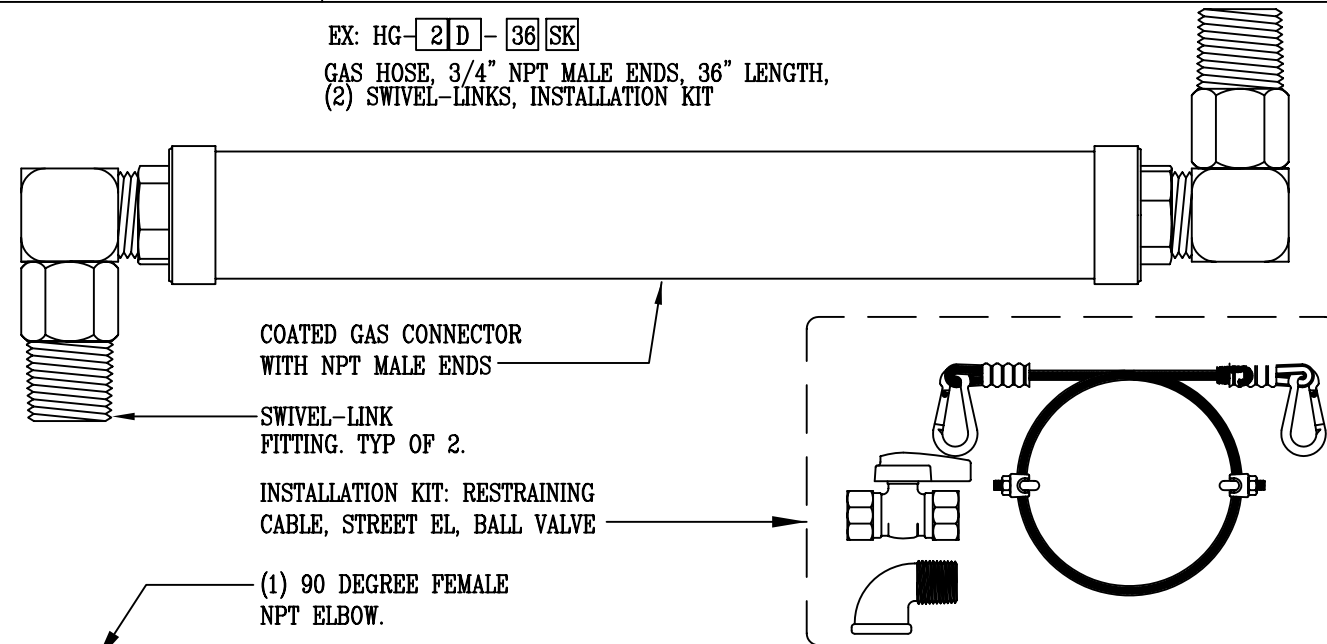 EX: HG-2D-36SK
GAS HOSE, 3/4" NPT MALE ENDS, 36" LENGTH,
(2) SWIVEL-LINKS, INSTALLATION KIT
COATED GAS CONNECTOR
WITH NPT MALE ENDS
SWIVEL-LINK
FITTING. TYP OF 2.
INSTALLATION KIT: RESTRAINING
CABLE, STREET EL, BALL VALVE
(1) 90 DEGREE FEMALE
NPT ELBOW.